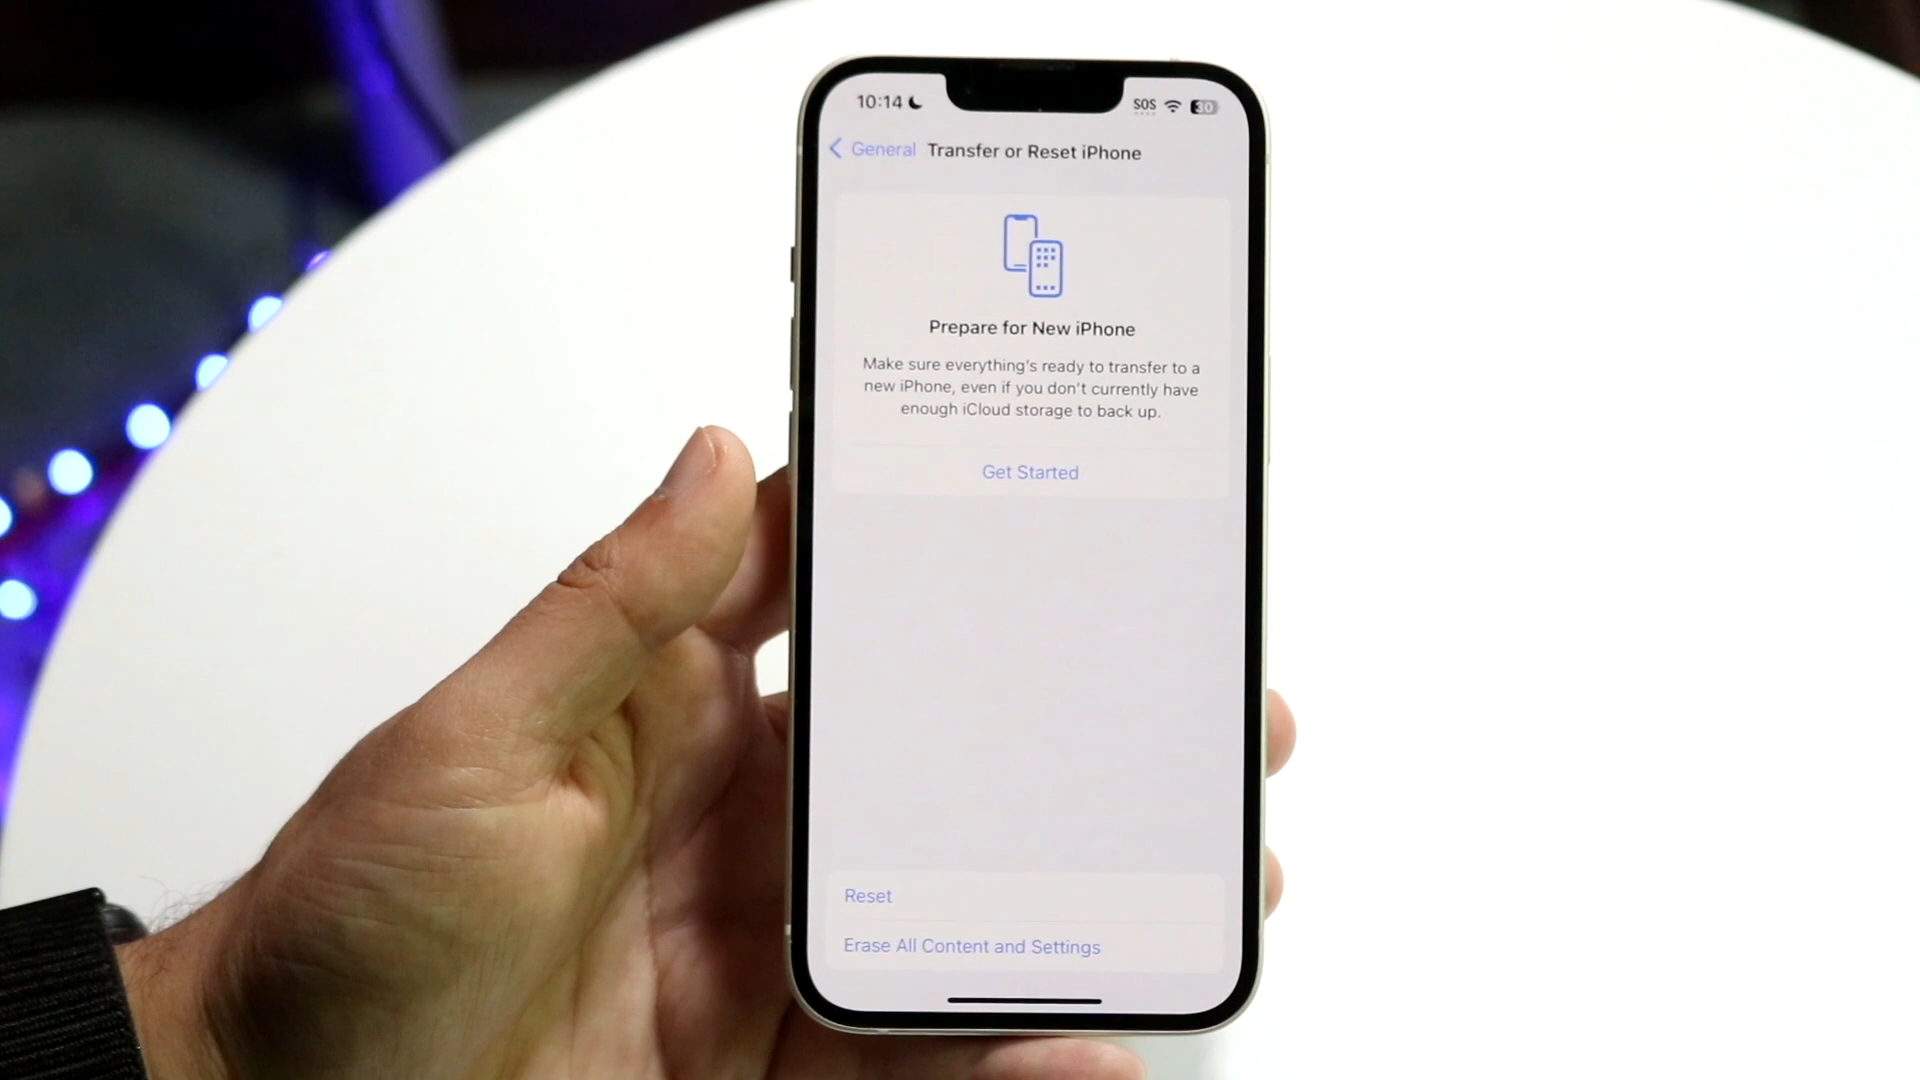 10:14
SOS
30
General
Transfer or Reset iPhone
Prepare for New iPhone
Make sure everything's ready to transfer to a
new iPhone, even if you don't currently have
enough iCloud storage to back up.
Get Started
Reset
Erase All Content and Settings